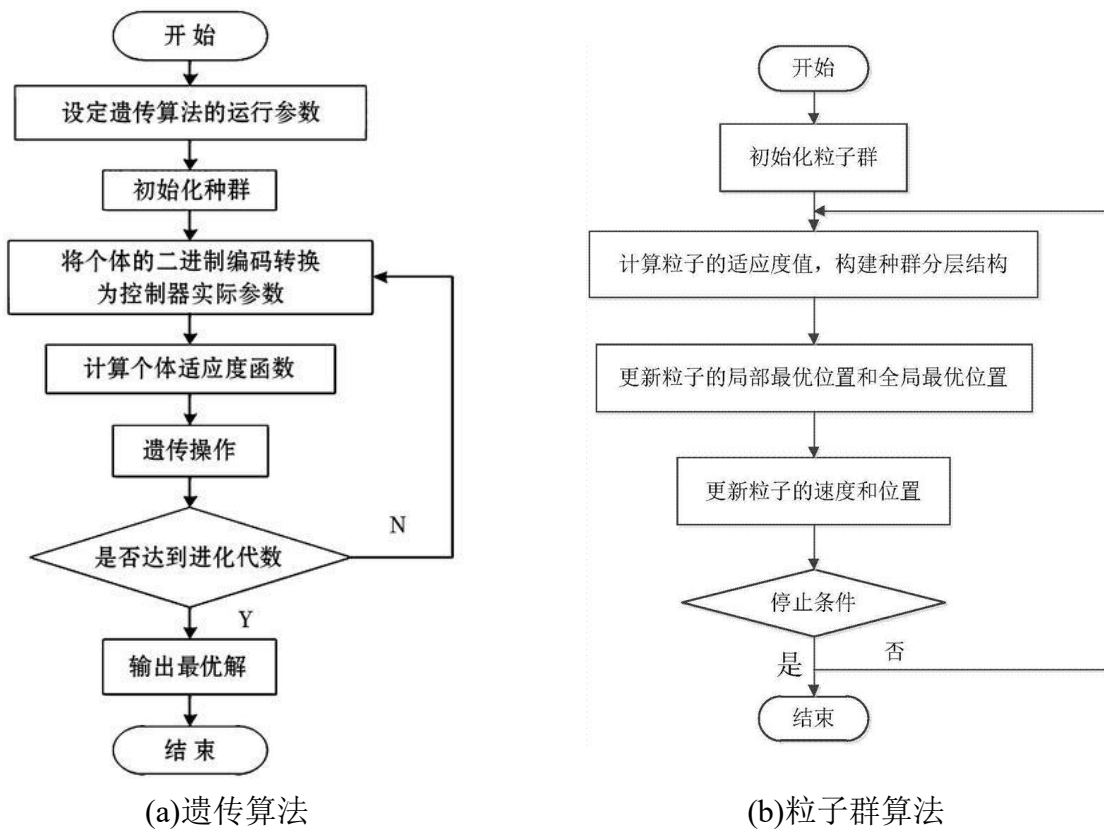 开 始
设定遗传算法的运行参数
初始化种群
将个体的二进制编码转换
为控制器实际参数
计算个体适应度函数
遗传操作
是否达到进化代数
N
Y
输出最优解
结 束
(a)遗传算法
开始
初始化粒子群
计算粒子的适应度值，构建种群分层结构
更新粒子的局部最优位置和全局最优位置
更新粒子的速度和位置
停止条件
是
否
结束
(b)粒子群算法